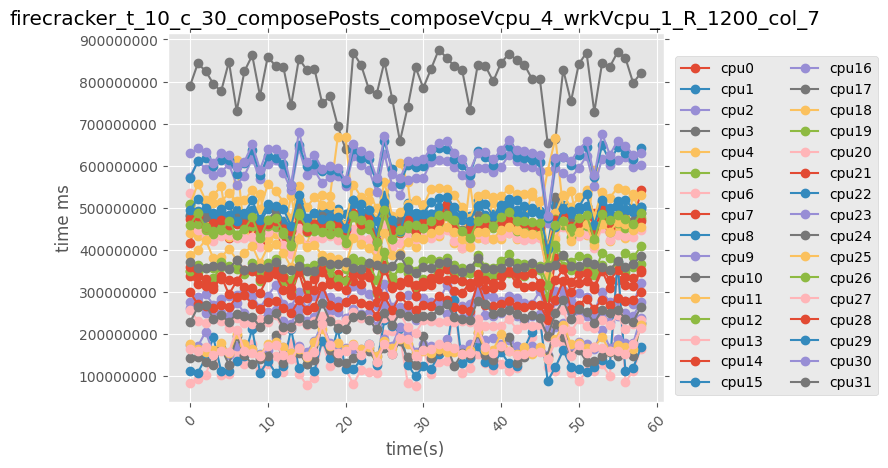 firecracker_t_10_c_30_composePosts_composeVcpu_4_wrkVcpu_1_R_1200_col_7
time ms
900000000
800000000
700000000
600000000
500000000
400000000
300000000
200000000
100000000
0
10
20
30
40
50
60
time(s)
cpu0
cpu1
cpu2
cpu3
cpu4
cpu5
cpu6
cpu7
cpu8
cpu9
cpu10
cpu11
cpu12
cpu13
cpu14
cpu15
cpu16
cpu17
cpu18
cpu19
cpu20
cpu21
cpu22
cpu23
cpu24
cpu25
cpu26
cpu27
cpu28
cpu29
cpu30
cpu31